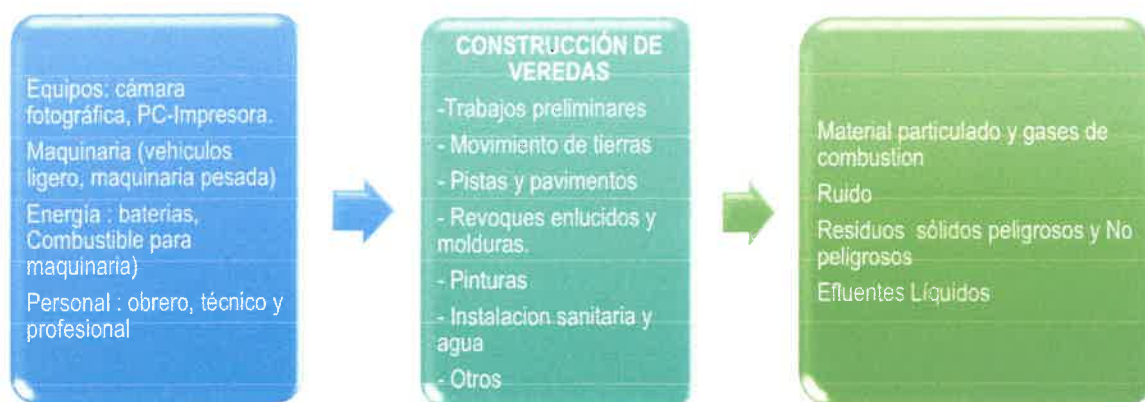 Equipos: cámara
fotográfica, PC-Impresora.
Maquinaria (vehiculos
ligero, maquinaria pesada)
Energía : baterias,
Combustible para
maquinaria)
Personal : obrero, técnico y
profesional
CONSTRUCCIÓN DE
VEREDAS
-Trabajos preliminares
- Movimiento de tierras
- Pistas y pavimentos
- Revoques enlucidos y
molduras.
- Pinturas
- Instalacion sanitaria y
agua
- Otros
Material particulado y gases de
combustion
Ruido
Residuos sólidos peligrosos y No
peligrosos
Efluentes Líquidos